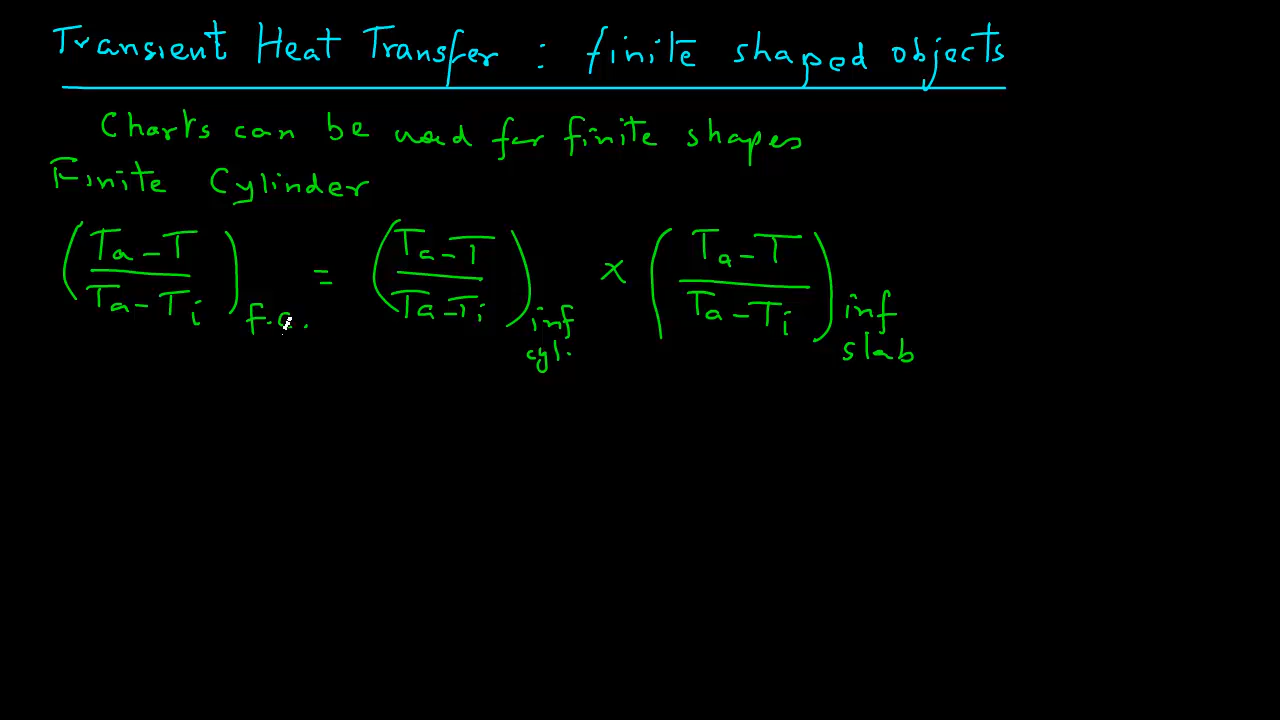 Transient Heat Transfer : finite shaped objects
Charts can be used for finite shapes
Finite Cylinder
(Ta - T / Ta - Ti) F.C. = (Ta - T / Ta - Ti) inf cyl. × (Ta - T / Ta - Ti) inf slab